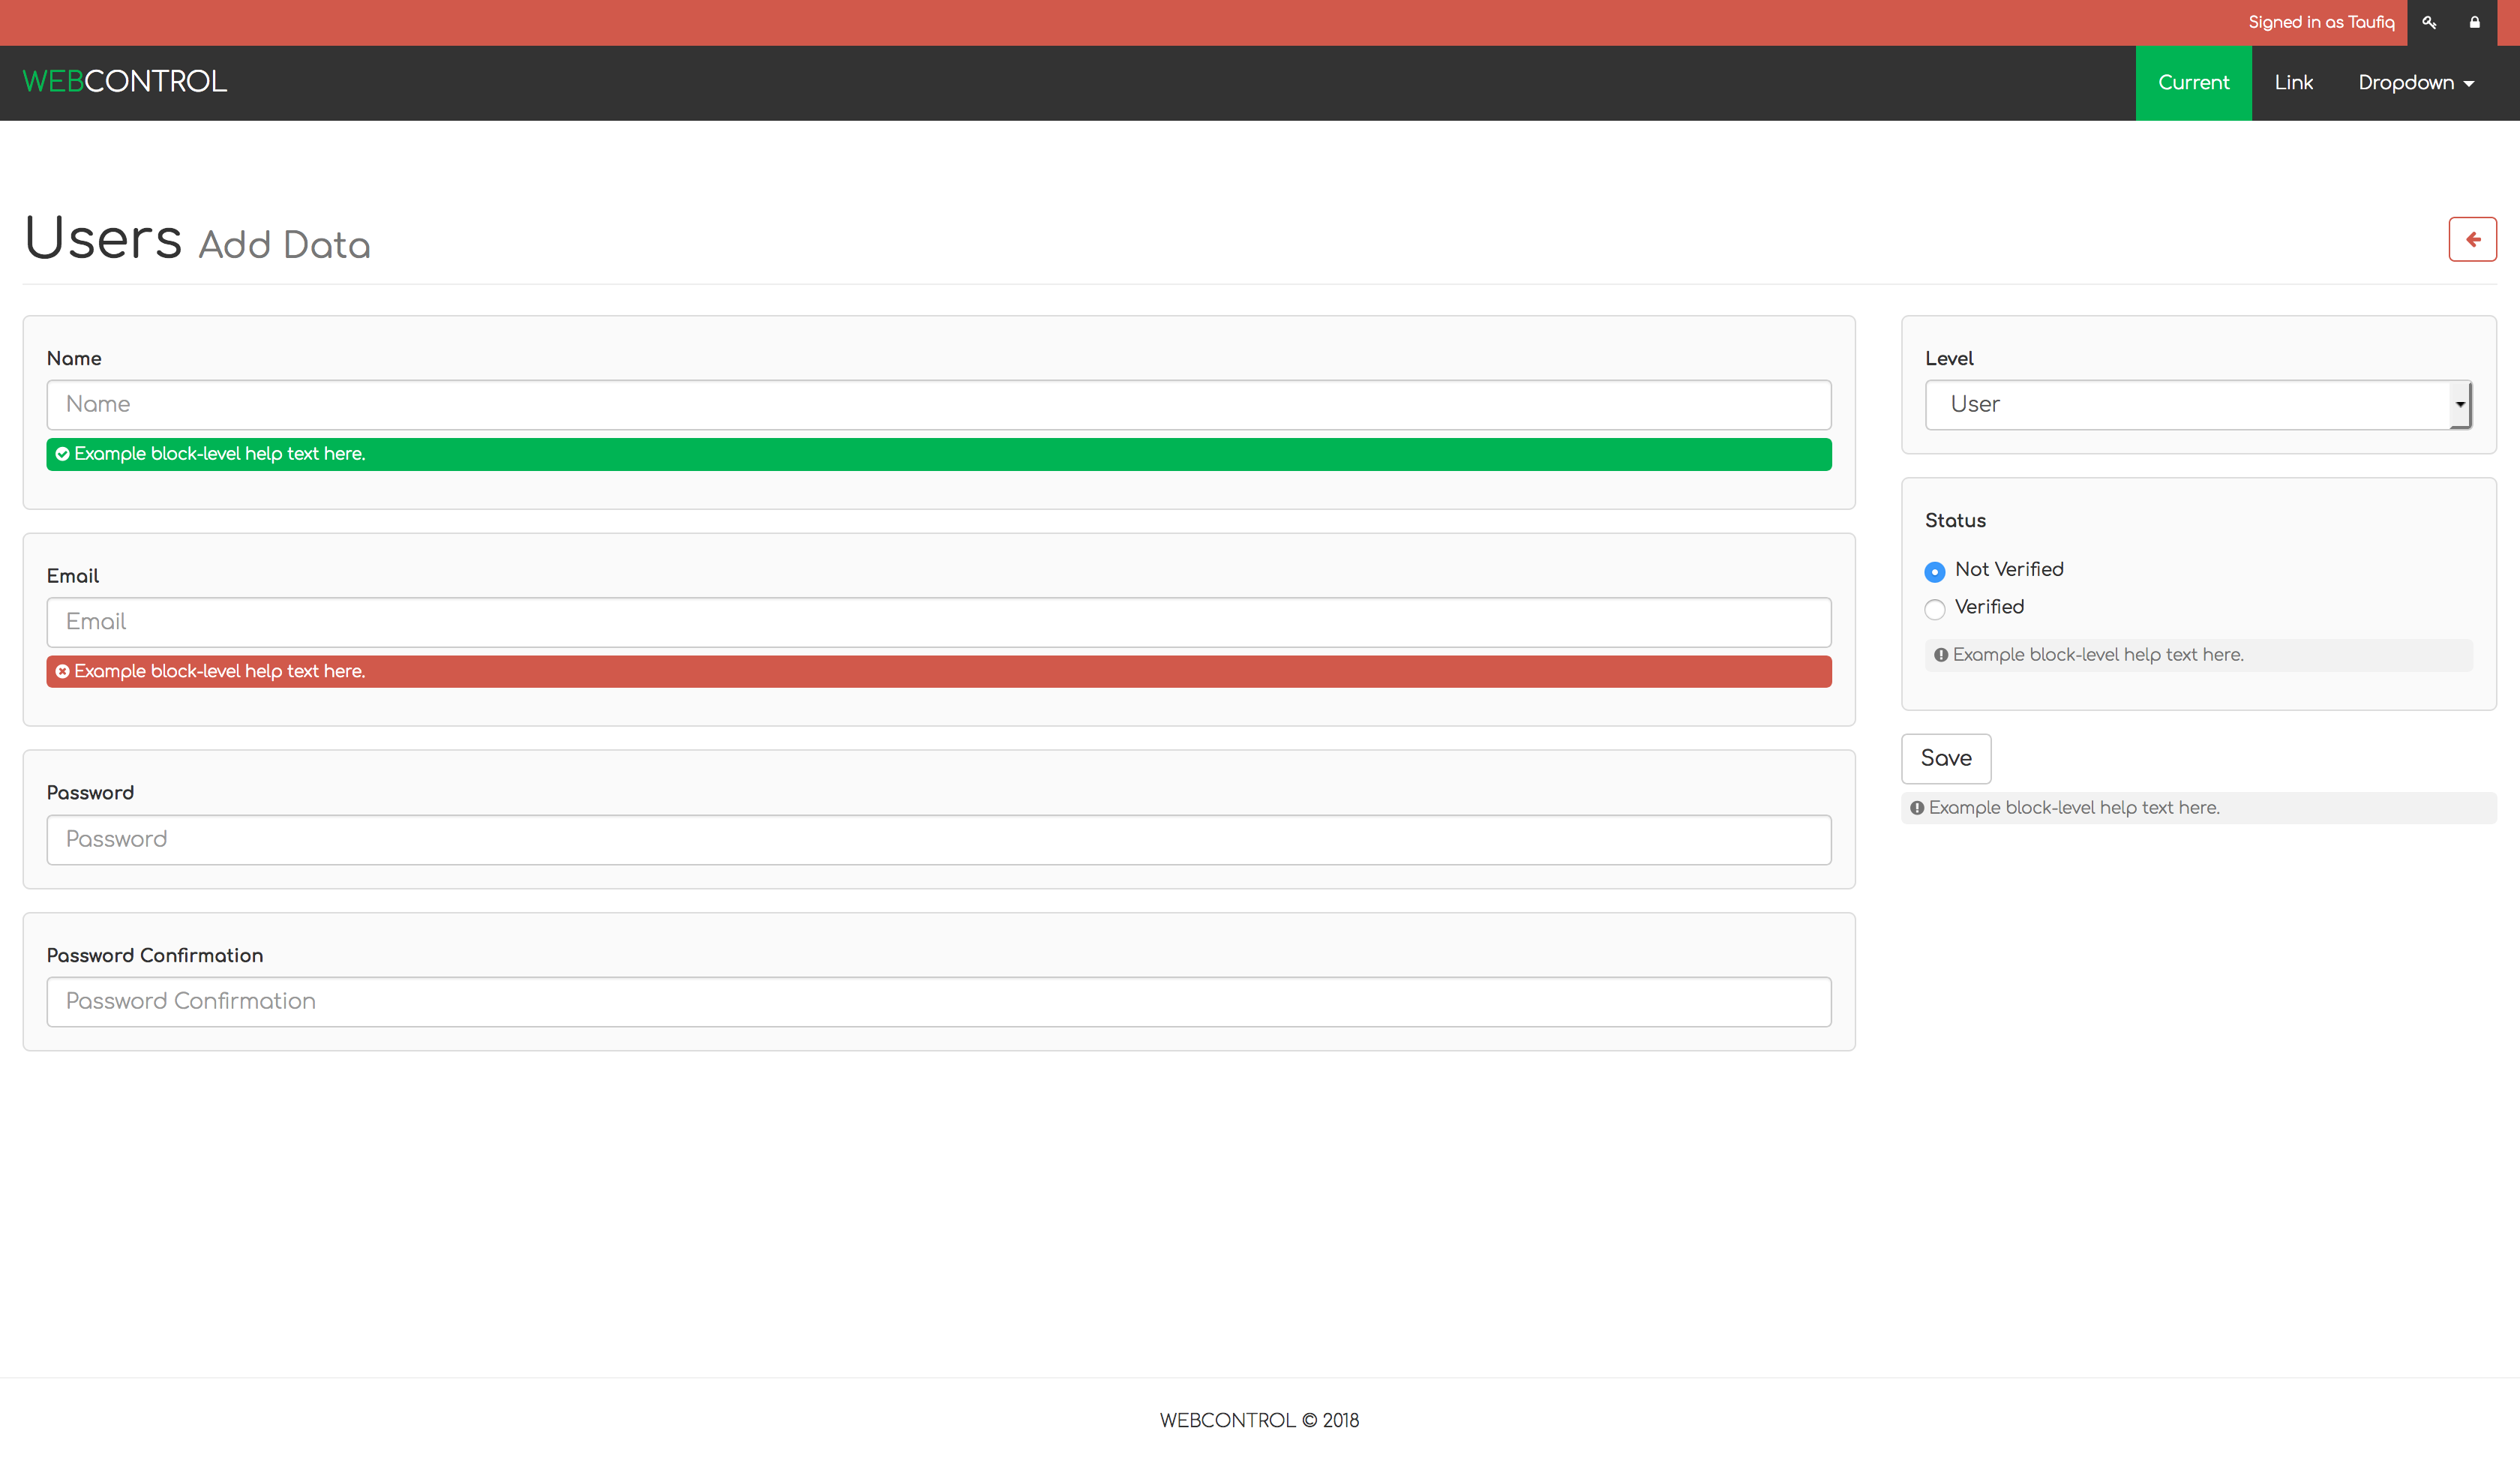 Signed in as Taufiq
WEBCONTROL
Current
Link
Dropdown
Users Add Data
Name
Name
Example block-level help text here.
Email
Email
Example block-level help text here.
Password
Password
Password Confirmation
Password Confirmation
Level
User
Status
Not Verified
Verified
Example block-level help text here.
Save
Example block-level help text here.
WEBCONTROL © 2018